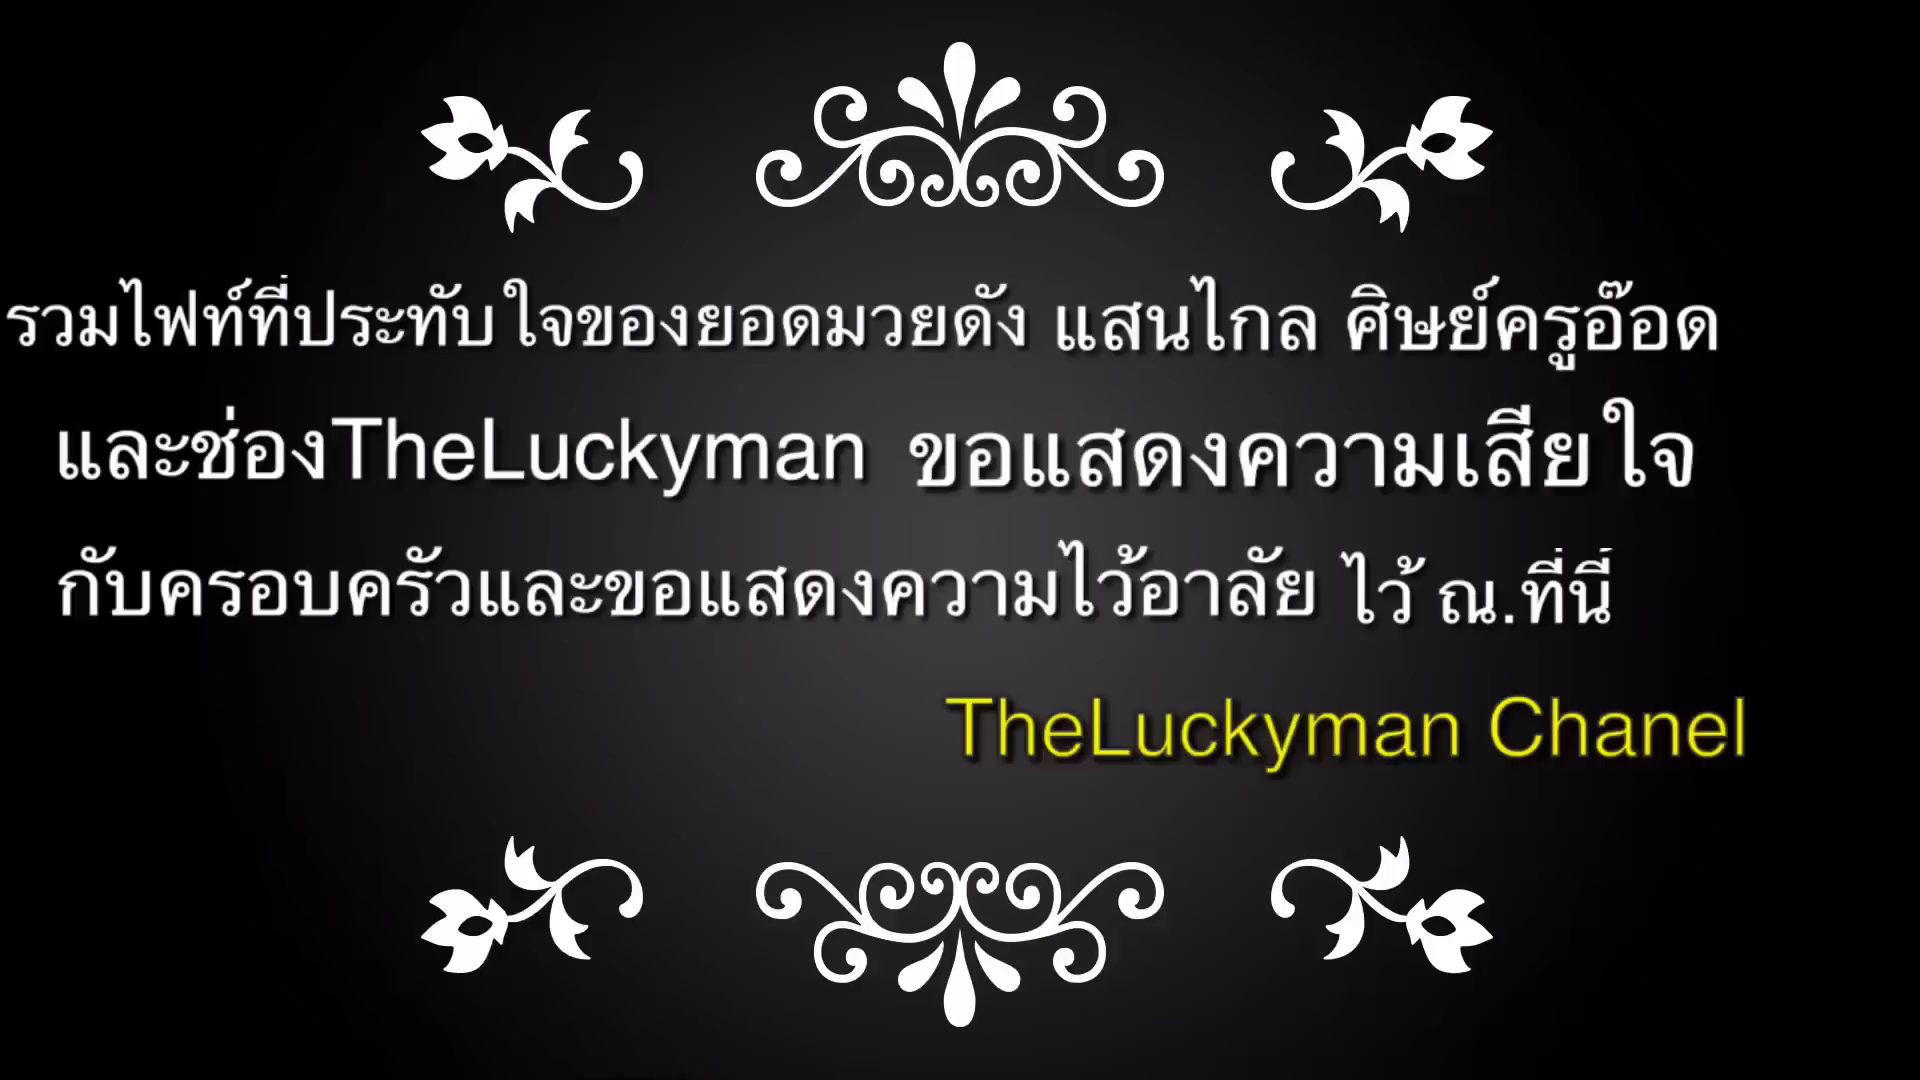 รวมไฟท์ที่ประทับใจของยอดมวยดัง แสนไกล ศิษย์ครูอ๊อด
และช่องTheLuckyman ขอแสดงความเสียใจ
กับครอบครัวและขอแสดงความไว้อาลัย ไว้ ณ.ที่นี่
TheLuckyman Chanel